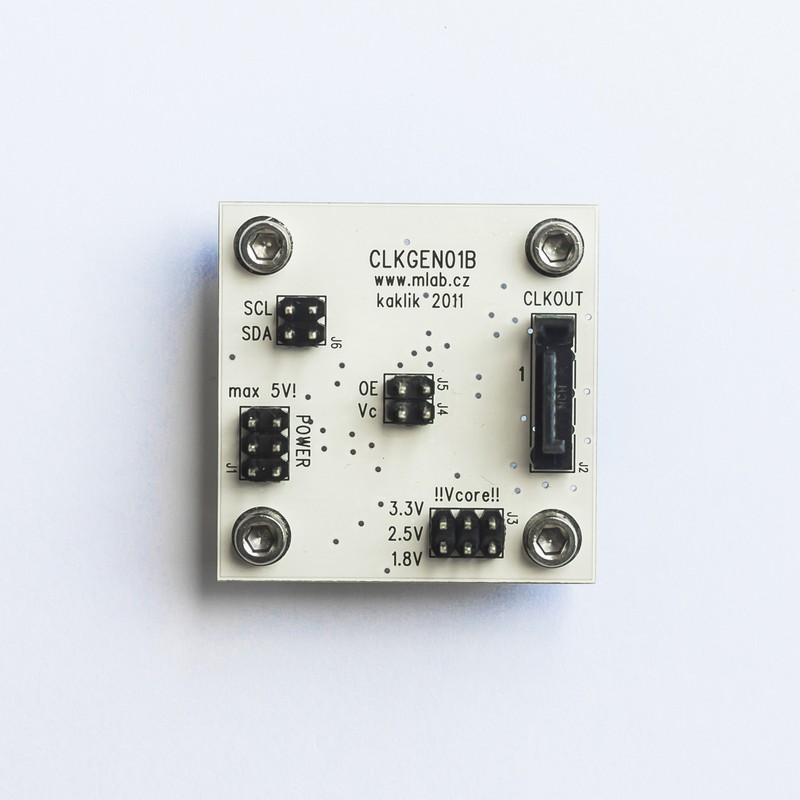 CLKGEN01B
www.mlab.cz
kaklik 2011
CLKOUT
SCL
SDA
J6
max 5V!
POWER
J1
OE
Vc
J5
J4
1
J2
!!Vcore!!
3.3V
2.5V
1.8V
J3